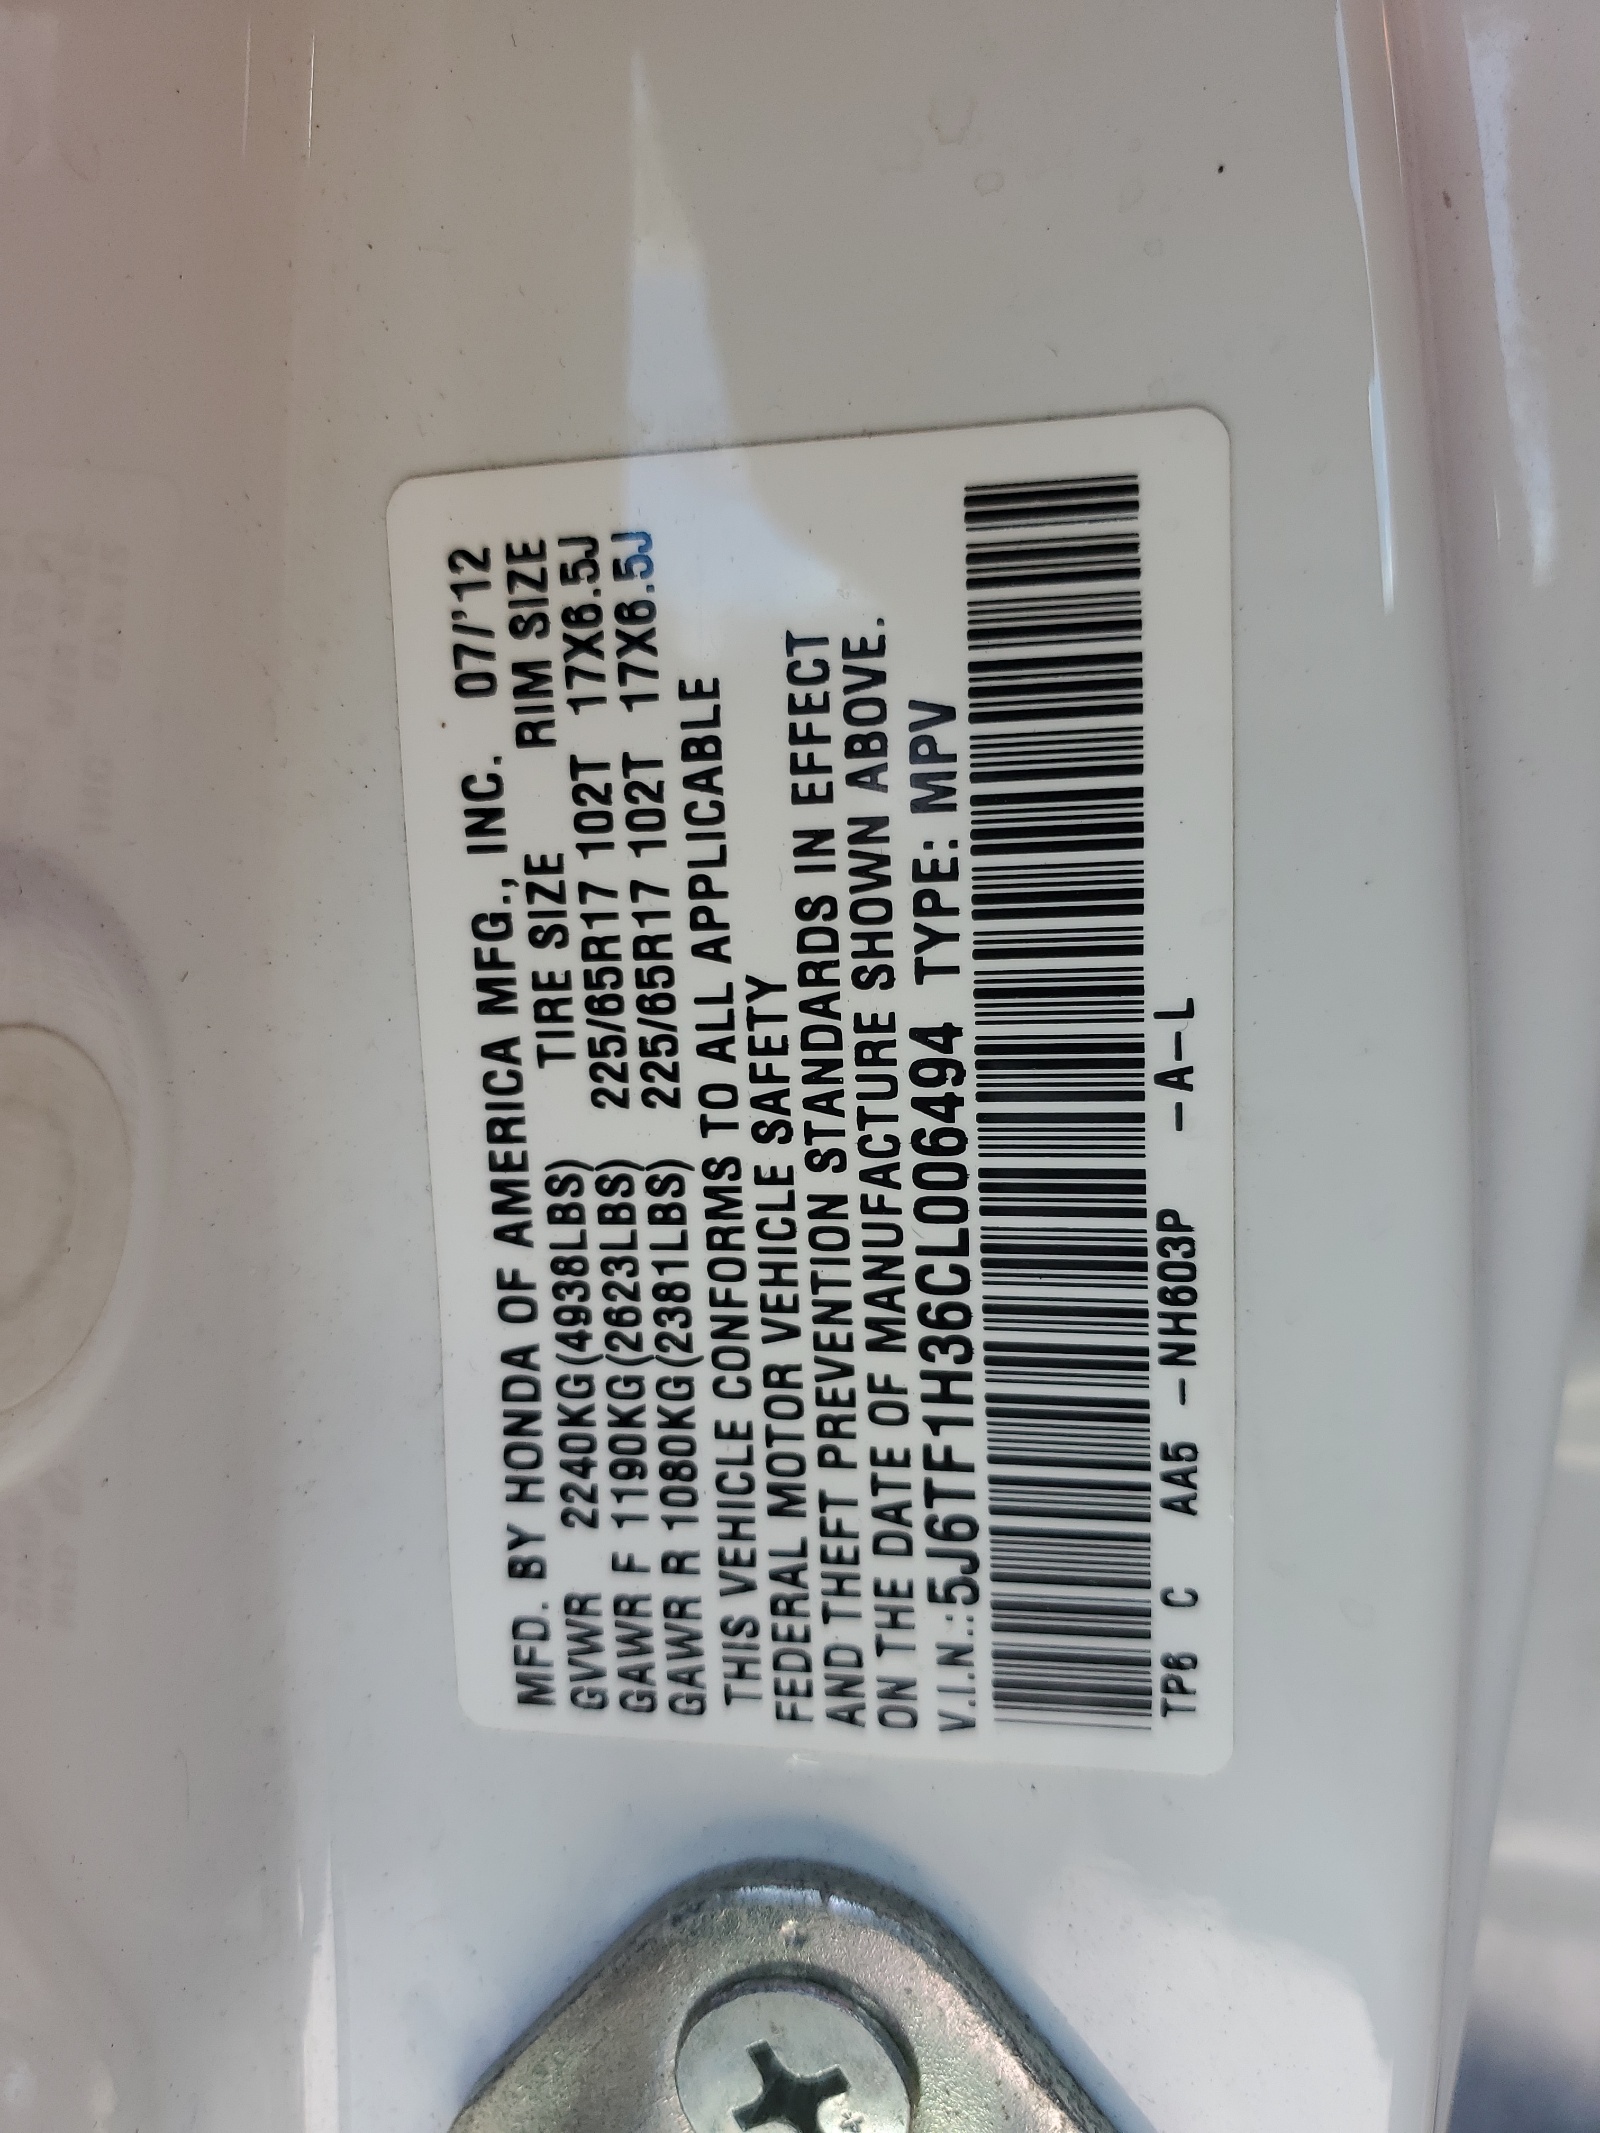 MFD. BY HONDA OF AMERICA MFG., INC. 07/'12
TIRE SIZE RIM SIZE
GVWR 2240KG(4938LBS)
GAWR F 1190KG(2623LBS) 225/65R17 102T 17X6.5J
GAWR R 1080KG(2381LBS) 225/65R17 102T 17X6.5J
THIS VEHICLE CONFORMS TO ALL APPLICABLE
FEDERAL MOTOR VEHICLE SAFETY
AND THEFT PREVENTION STANDARDS IN EFFECT
ON THE DATE OF MANUFACTURE SHOWN ABOVE.
V.I.N.:5J6TF1H36CL006494 TYPE: MPV
TP6 C AA5 -NH603P -A-L